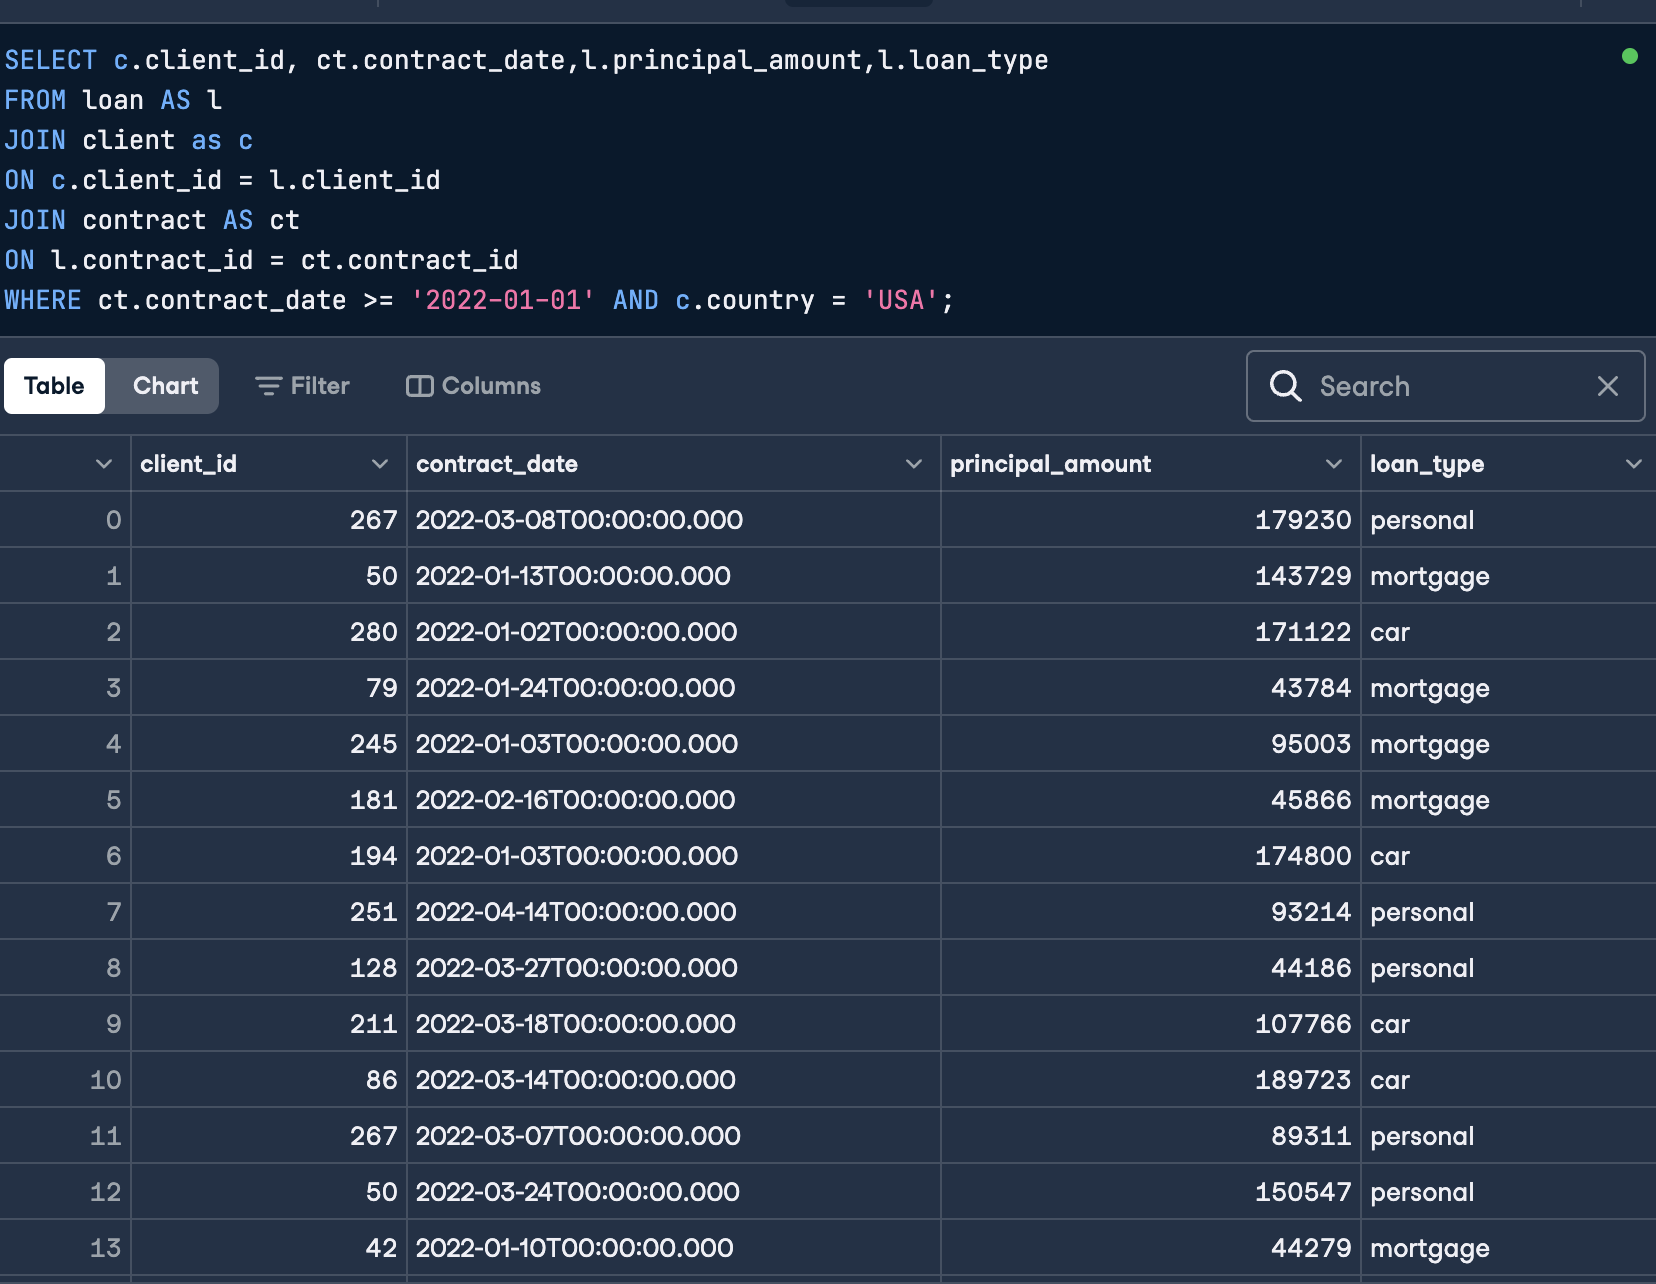 SELECT c.client_id, ct.contract_date,l.principal_amount,l.loan_type
FROM loan AS l
JOIN client as c
ON c.client_id = l.client_id
JOIN contract AS ct
ON l.contract_id = ct.contract_id
WHERE ct.contract_date >= '2022-01-01' AND c.country = 'USA';
Table Chart Filter Columns Search
client_id contract_date principal_amount loan_type
0 267 2022-03-08T00:00:00.000 179230 personal
1 50 2022-01-13T00:00:00.000 143729 mortgage
2 280 2022-01-02T00:00:00.000 171122 car
3 79 2022-01-24T00:00:00.000 43784 mortgage
4 245 2022-01-03T00:00:00.000 95003 mortgage
5 181 2022-02-16T00:00:00.000 45866 mortgage
6 194 2022-01-03T00:00:00.000 174800 car
7 251 2022-04-14T00:00:00.000 93214 personal
8 128 2022-03-27T00:00:00.000 44186 personal
9 211 2022-03-18T00:00:00.000 107766 car
10 86 2022-03-14T00:00:00.000 189723 car
11 267 2022-03-07T00:00:00.000 89311 personal
12 50 2022-03-24T00:00:00.000 150547 personal
13 42 2022-01-10T00:00:00.000 44279 mortgage